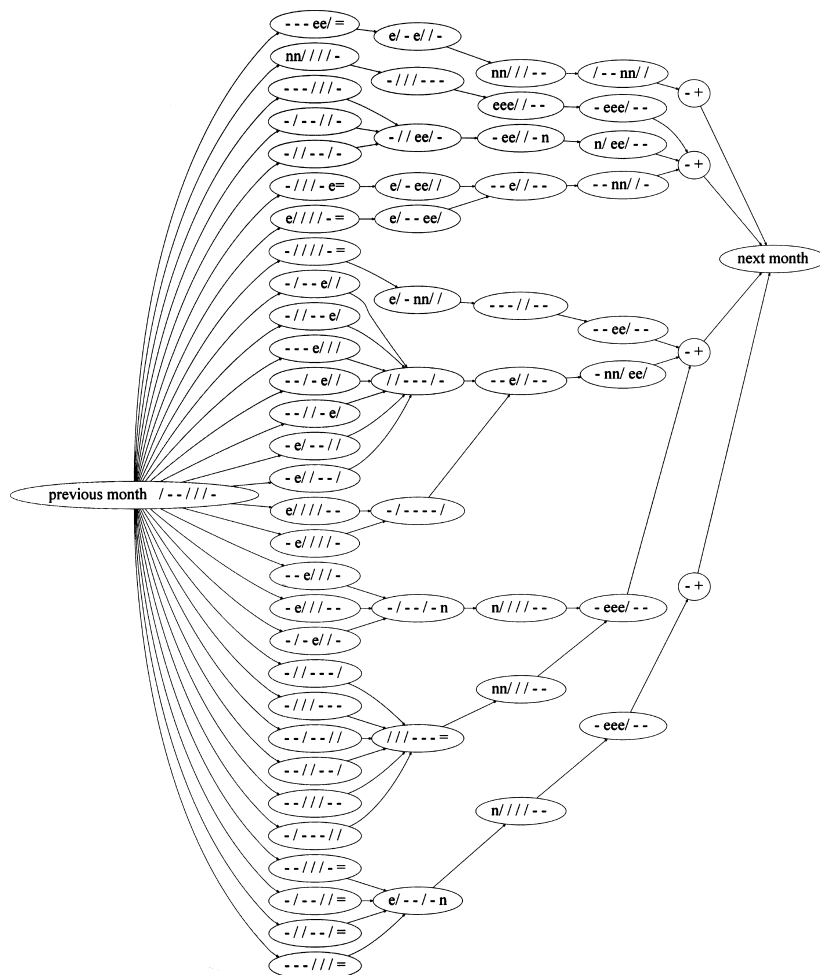 - - - ee/ =
e/ - e// -
nn//// -
nn/// - -
/ - - nn//
- /// - - -
- - - /// -
eee// - -
- eee/ - -
- +
- / - - // -
- // ee/ -
- ee// - n
n/ ee/ - -
- // - - / -
- +
- /// - e=
e/ - ee//
- - e// - -
- - nn// -
e//// - =
e/ - - ee/
- //// - =
next month
- / - - e//
e/ - nn//
- - - // - -
- // - - e/
- - ee/ - -
- - - e///
- +
- - / - e//
// - - - / -
- - e// - -
- nn/ ee/
- - // - e/
- e/ - - //
- e// - - /
previous month / - - /// -
e//// - -
- / - - - - /
- e//// -
- - e/// -
- +
- e/// - -
- / - - / - n
n//// - -
- eee/ - -
- / - e// -
- // - - - /
nn/// - -
- /// - - -
- eee/ - -
- - / - - //
/// - - - =
- - // - - /
- - /// - -
n//// - -
- / - - - //
- - /// - =
- / - - // =
e/ - - / - n
- // - - / =
- - - /// =